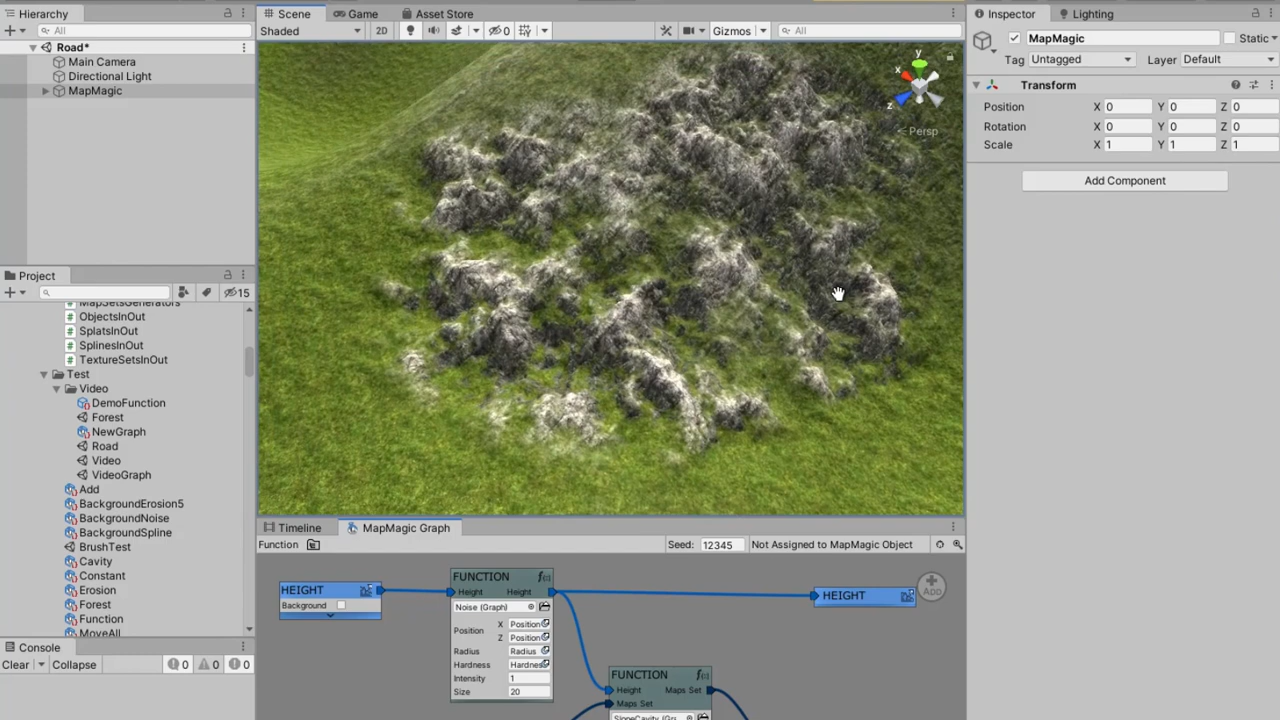 Hierarchy
All
Road*
Main Camera
Directional Light
MapMagic
Project
15
MapSetsGenerators
ObjectsInOut
SplatsInOut
SplinesInOut
TextureSetsInOut
Test
Video
DemoFunction
Forest
NewGraph
Road
Video
VideoGraph
Add
BackgroundErosion5
BackgroundNoise
BackgroundSpline
BrushTest
Cavity
Constant
Erosion
Forest
Function
MoveAll
Console
Clear Collapse 0 0 0
Scene Game Asset Store
Shaded 2D 0 Gizmos All
y
x
z
Persp
Timeline MapMagic Graph
Function Seed: 12345 Not Assigned to MapMagic Object
HEIGHT
Background
FUNCTION f(x)
Height Height
Noise (Graph)
Position X Position
Z Position
Radius Radius
Hardness Hardness
Intensity 1
Size 20
HEIGHT
Add
FUNCTION f(x)
Height Maps Set
Maps Set
SlopeCavity (Gra
Inspector Lighting
MapMagic Static
Tag Untagged Layer Default
Transform
Position X 0 Y 0 Z 0
Rotation X 0 Y 0 Z 0
Scale X 1 Y 1 Z 1
Add Component